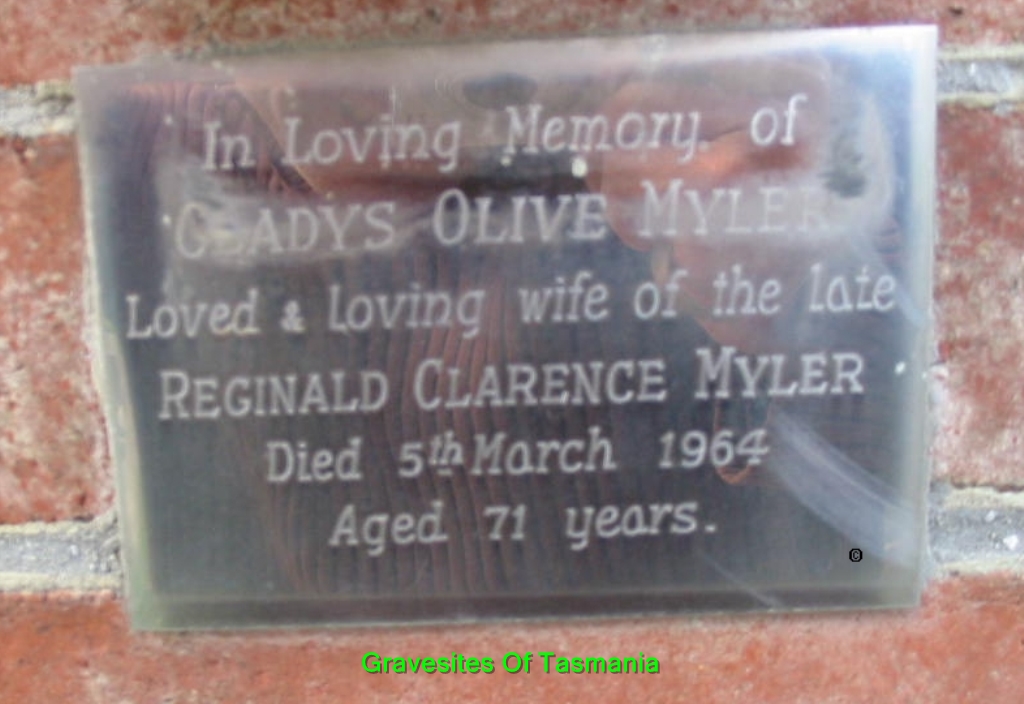 In Loving Memory of
GLADYS OLIVE MYLER
Loved & loving wife of the late
REGINALD CLARENCE MYLER
Died 5th March 1964
Aged 71 years.
©
Gravesites Of Tasmania